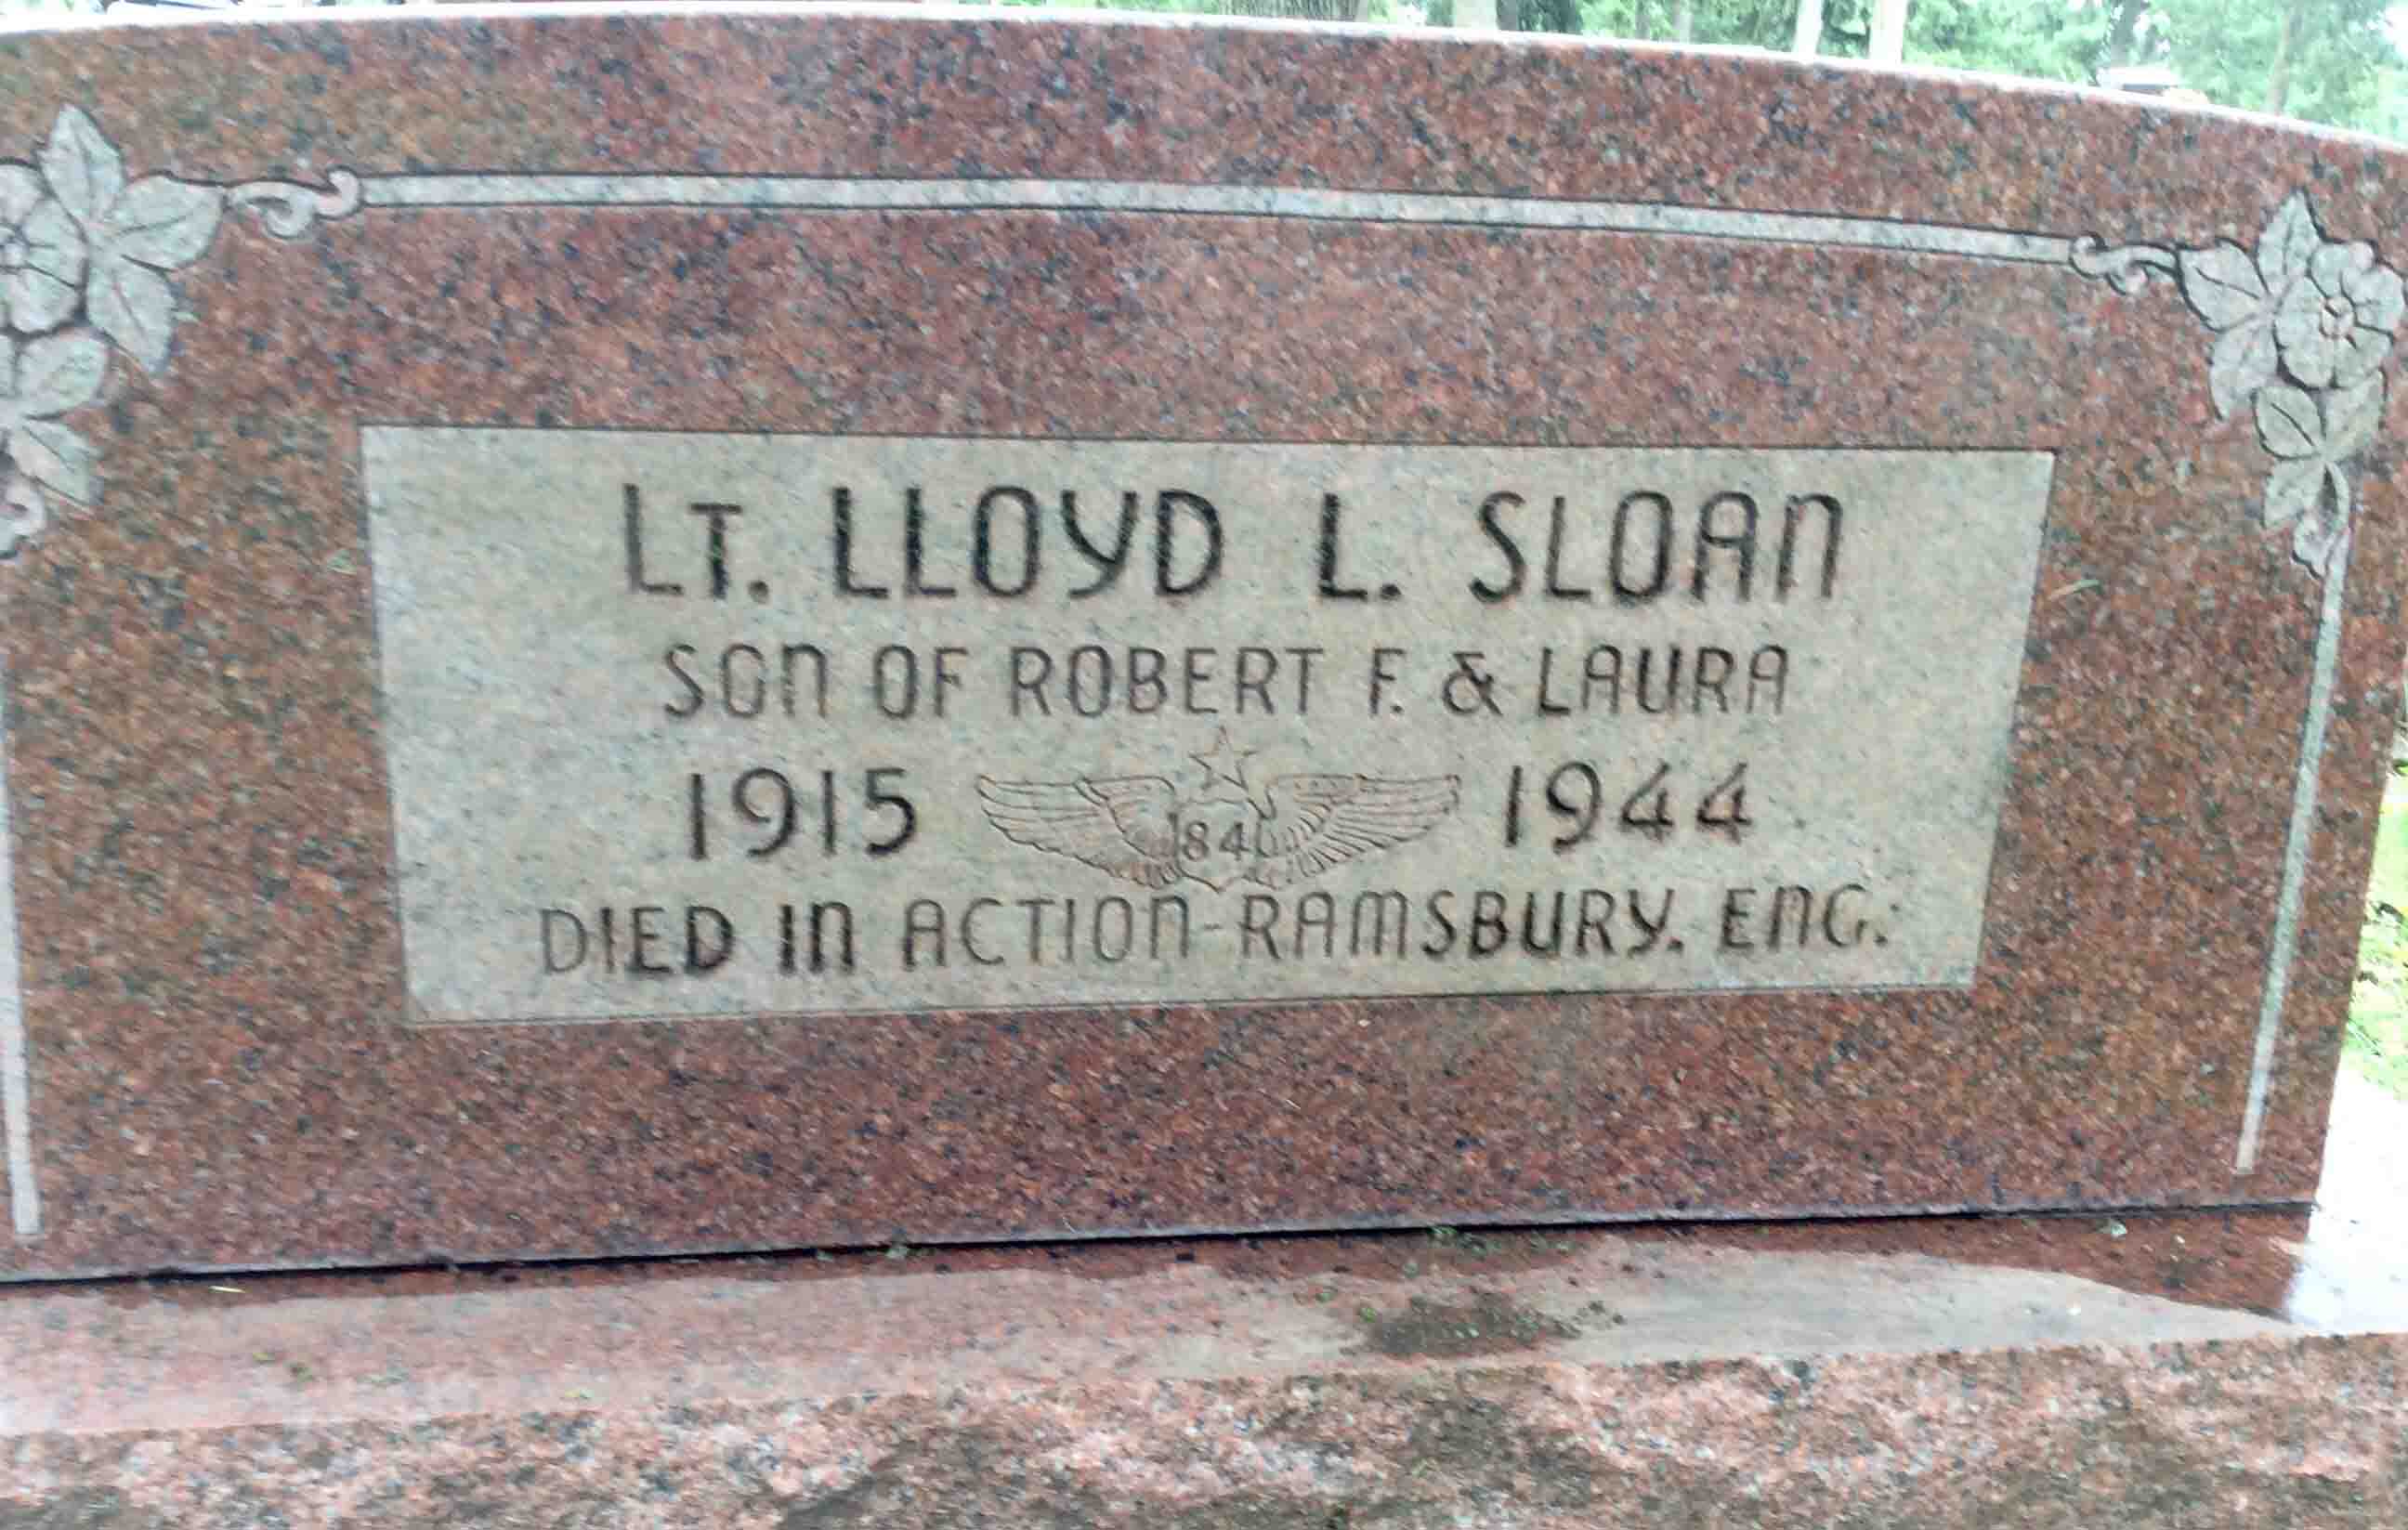 LT. LLOYD L. SLOAN
SON OF ROBERT F. & LAURA
1915 84 1944
DIED IN ACTION-RAMSBURY. ENG.